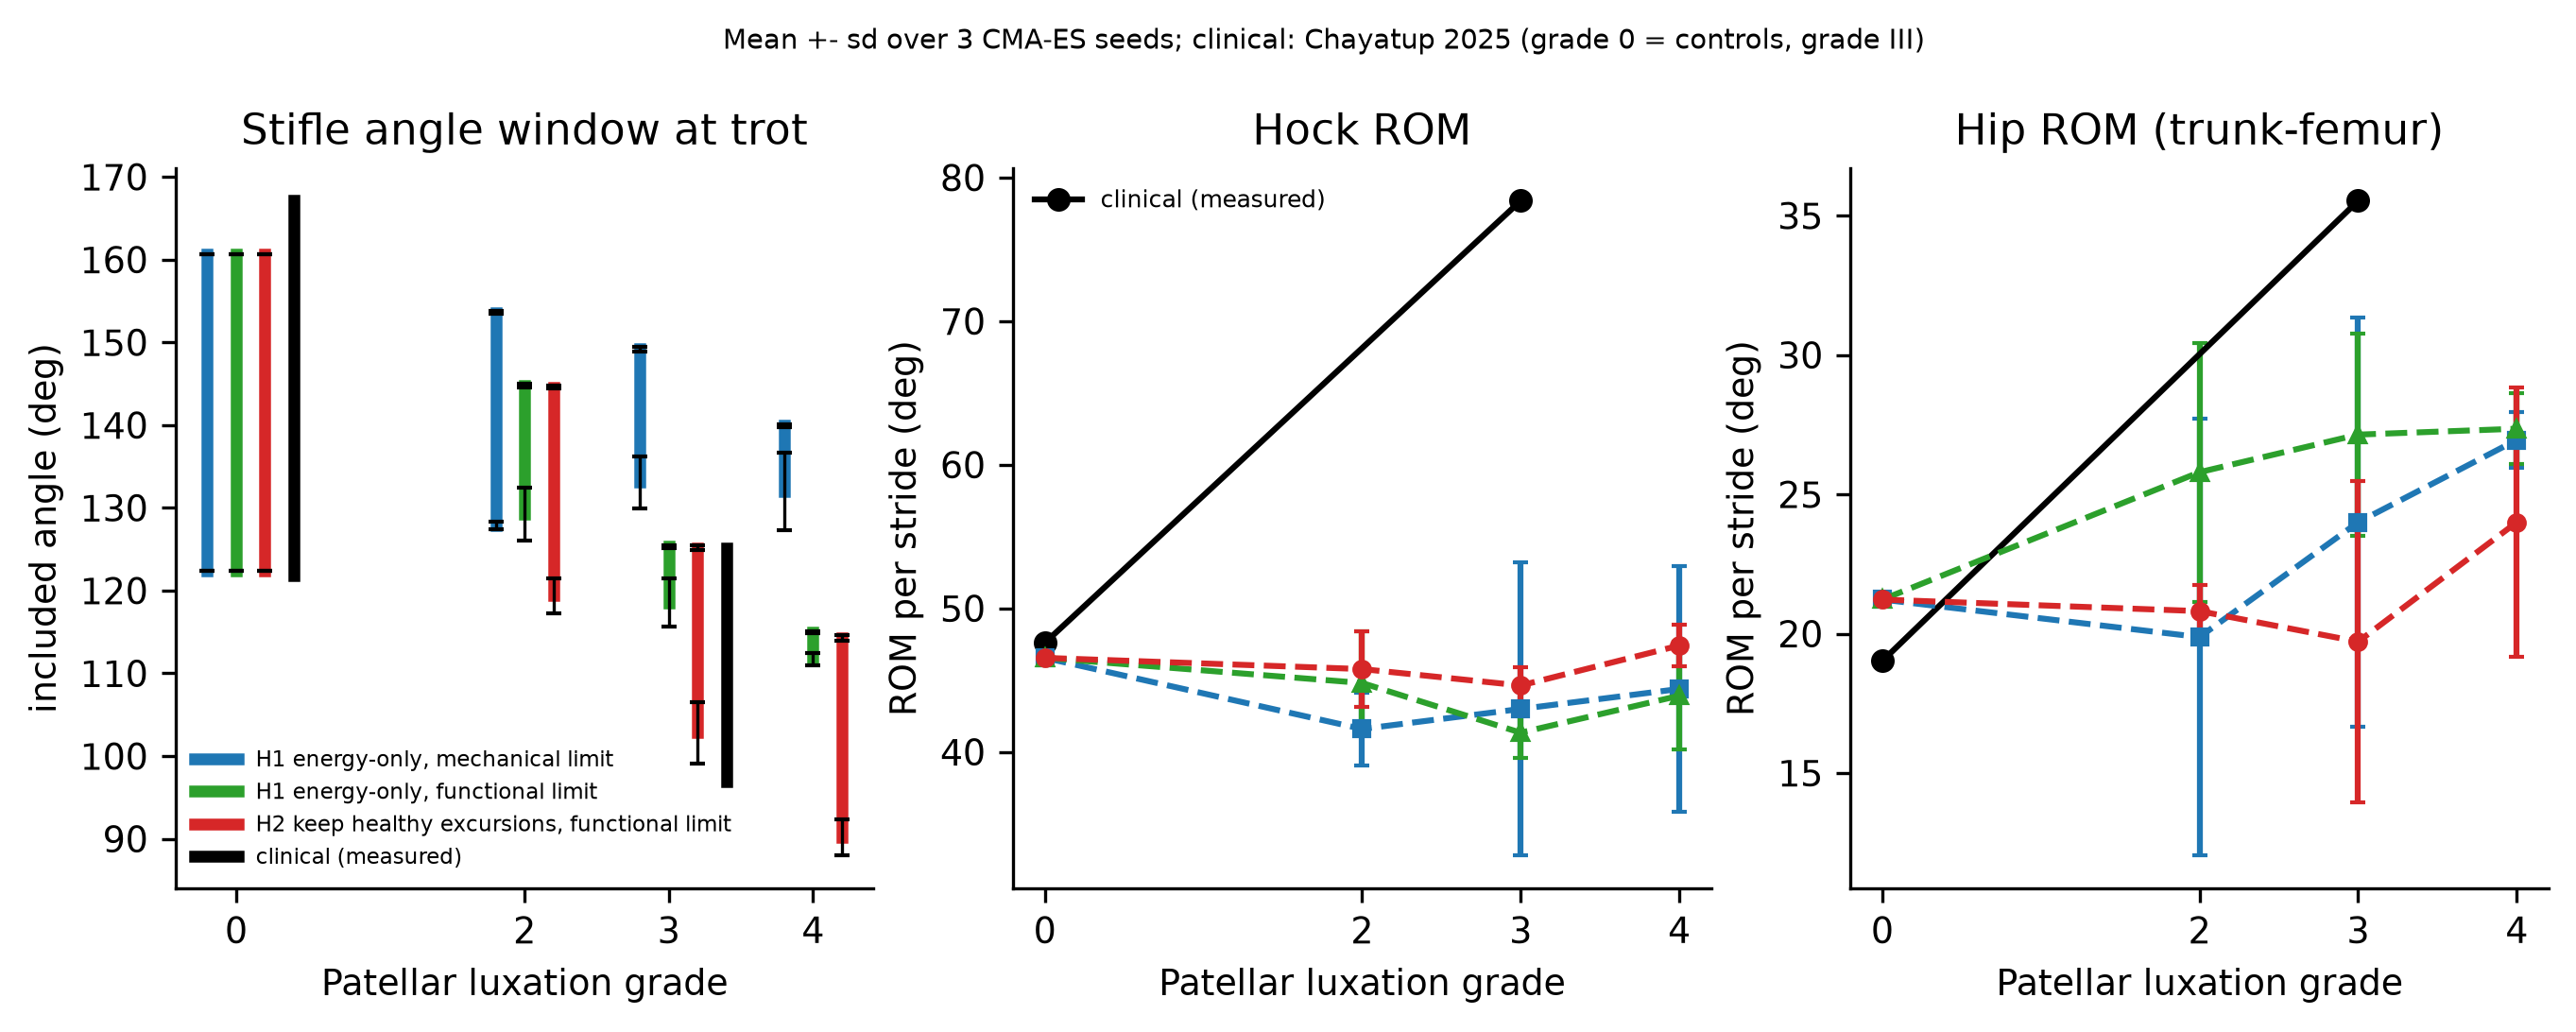 Mean +- sd over 3 CMA-ES seeds; clinical: Chayatup 2025 (grade 0 = controls, grade III)
Stifle angle window at trot
included angle (deg)
170
160
150
140
130
120
110
100
90
H1 energy-only, mechanical limit
H1 energy-only, functional limit
H2 keep healthy excursions, functional limit
clinical (measured)
0 2 3 4
Patellar luxation grade
Hock ROM
ROM per stride (deg)
80
70
60
50
40
clinical (measured)
0 2 3 4
Patellar luxation grade
Hip ROM (trunk-femur)
ROM per stride (deg)
35
30
25
20
15
0 2 3 4
Patellar luxation grade